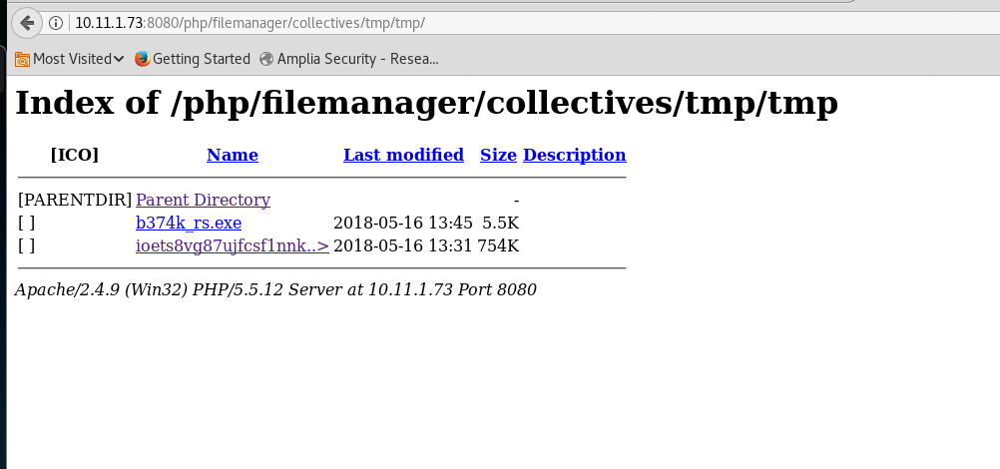 10.11.1.73:8080/php/filemanager/collectives/tmp/tmp/
Most Visited Getting Started Amplia Security - Resea...
Index of /php/filemanager/collectives/tmp/tmp
[ICO] Name Last modified Size Description
[PARENTDIR] Parent Directory -
[ ] b374k_rs.exe 2018-05-16 13:45 5.5K
[ ] ioets8vg87ujfcsf1nnk..> 2018-05-16 13:31 754K
Apache/2.4.9 (Win32) PHP/5.5.12 Server at 10.11.1.73 Port 8080